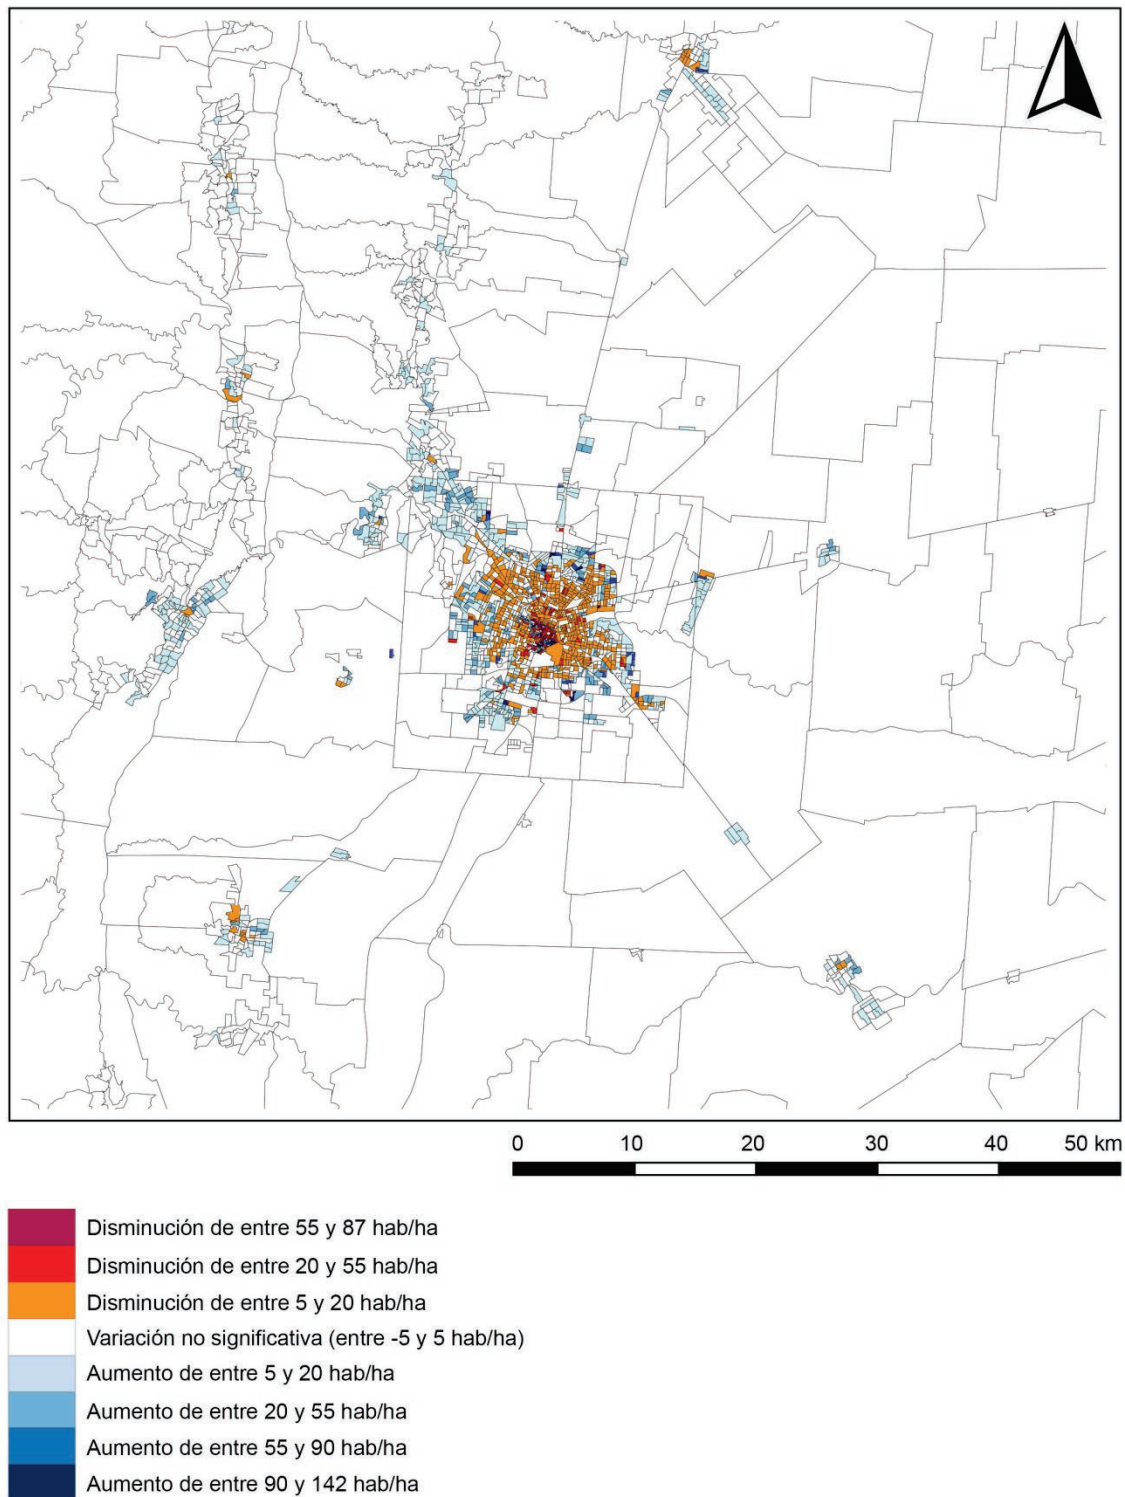 0 10 20 30 40 50 km
Disminución de entre 55 y 87 hab/ha
Disminución de entre 20 y 55 hab/ha
Disminución de entre 5 y 20 hab/ha
Variación no significativa (entre -5 y 5 hab/ha)
Aumento de entre 5 y 20 hab/ha
Aumento de entre 20 y 55 hab/ha
Aumento de entre 55 y 90 hab/ha
Aumento de entre 90 y 142 hab/ha